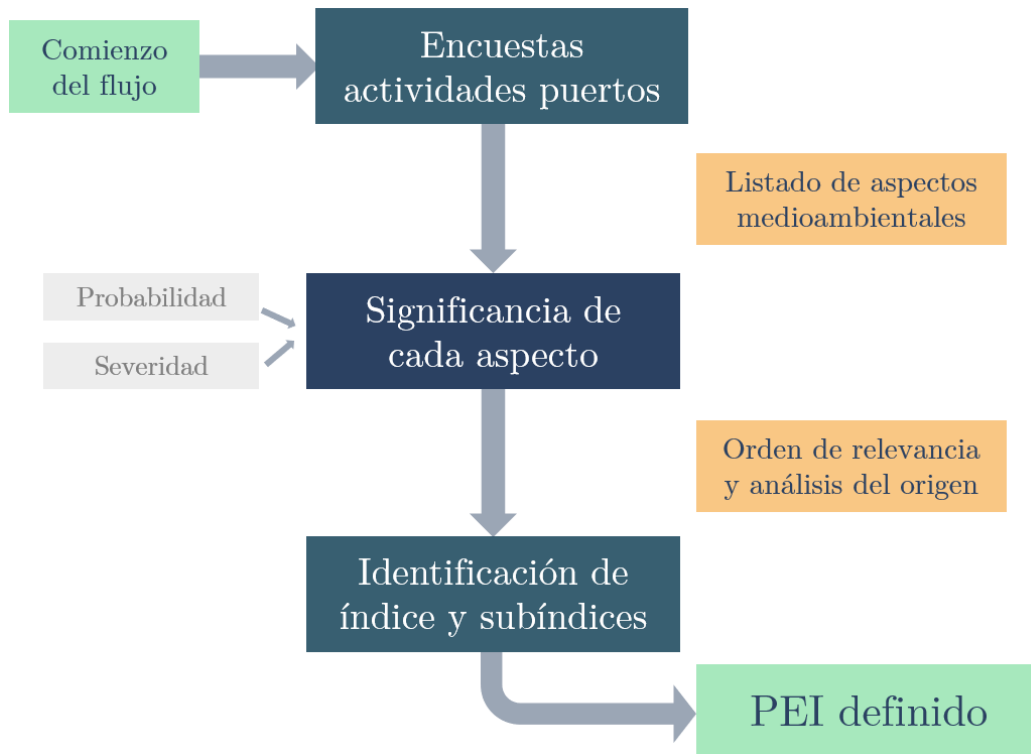 Comienzo
del flujo
Encuestas
actividades puertos
Listado de aspectos
medioambientales
Probabilidad
Severidad
Significancia de
cada aspecto
Orden de relevancia
y análisis del origen
Identificación de
índice y subíndices
PEI definido